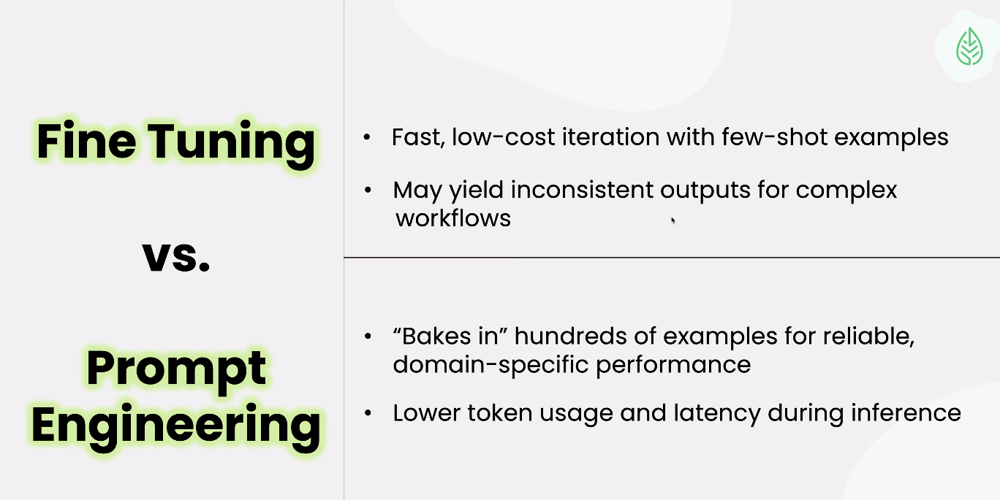 Fine Tuning
vs.
Prompt
Engineering
• Fast, low-cost iteration with few-shot examples
• May yield inconsistent outputs for complex
workflows
• “Bakes in” hundreds of examples for reliable,
domain-specific performance
• Lower token usage and latency during inference